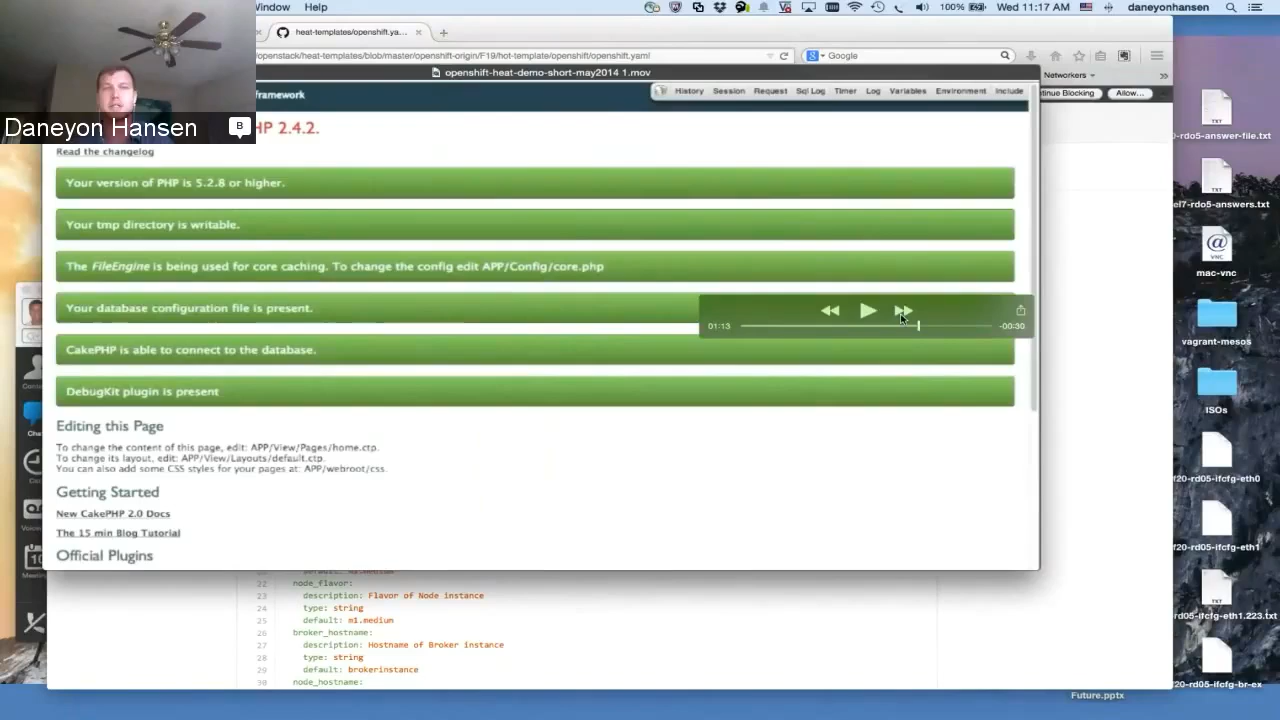 Window Help
100%
Wed 11:17 AM
daneyonhansen
heat-templates/openshift.ya...
/openstack/heat-templates/blob/master/openshift-origin/F19/hot-template/openshift/openshift.yaml
Google
openshift-heat-demo-short-may2014 1.mov
Networkers
framework
History Session Request Sql Log Timer Log Variables Environment Include
Blocking
Allow...
Daneyon Hansen
B
HP 2.4.2.
Read the changelog
Your version of PHP is 5.2.8 or higher.
Your tmp directory is writable.
The FileEngine is being used for core caching. To change the config edit APP/Config/core.php
Your database configuration file is present.
01:13
-00:30
CakePHP is able to connect to the database.
DebugKit plugin is present
Editing this Page
To change the content of this page, edit: APP/View/Pages/home.ctp.
To change its layout, edit: APP/View/Layouts/default.ctp.
You can also add some CSS styles for your pages at: APP/webroot/css.
Getting Started
New CakePHP 2.0 Docs
The 15 min Blog Tutorial
Official Plugins
22
23
24
25
26
27
28
29
30
node_flavor:
description: Flavor of Node instance
type: string
default: m1.medium
broker_hostname:
description: Hostname of Broker instance
type: string
default: brokerinstance
node_hostname:
TXT
0-rdo5-answer-file.txt
TXT
el7-rdo5-answers.txt
@
VNC
mac-vnc
vagrant-mesos
ISOs
f20-rd05-ifcfg-eth0
f20-rd05-ifcfg-eth1
TXT
f20-rd05-ifcfg-eth1.223.txt
f20-rd05-ifcfg-br-ex
Future.pptx